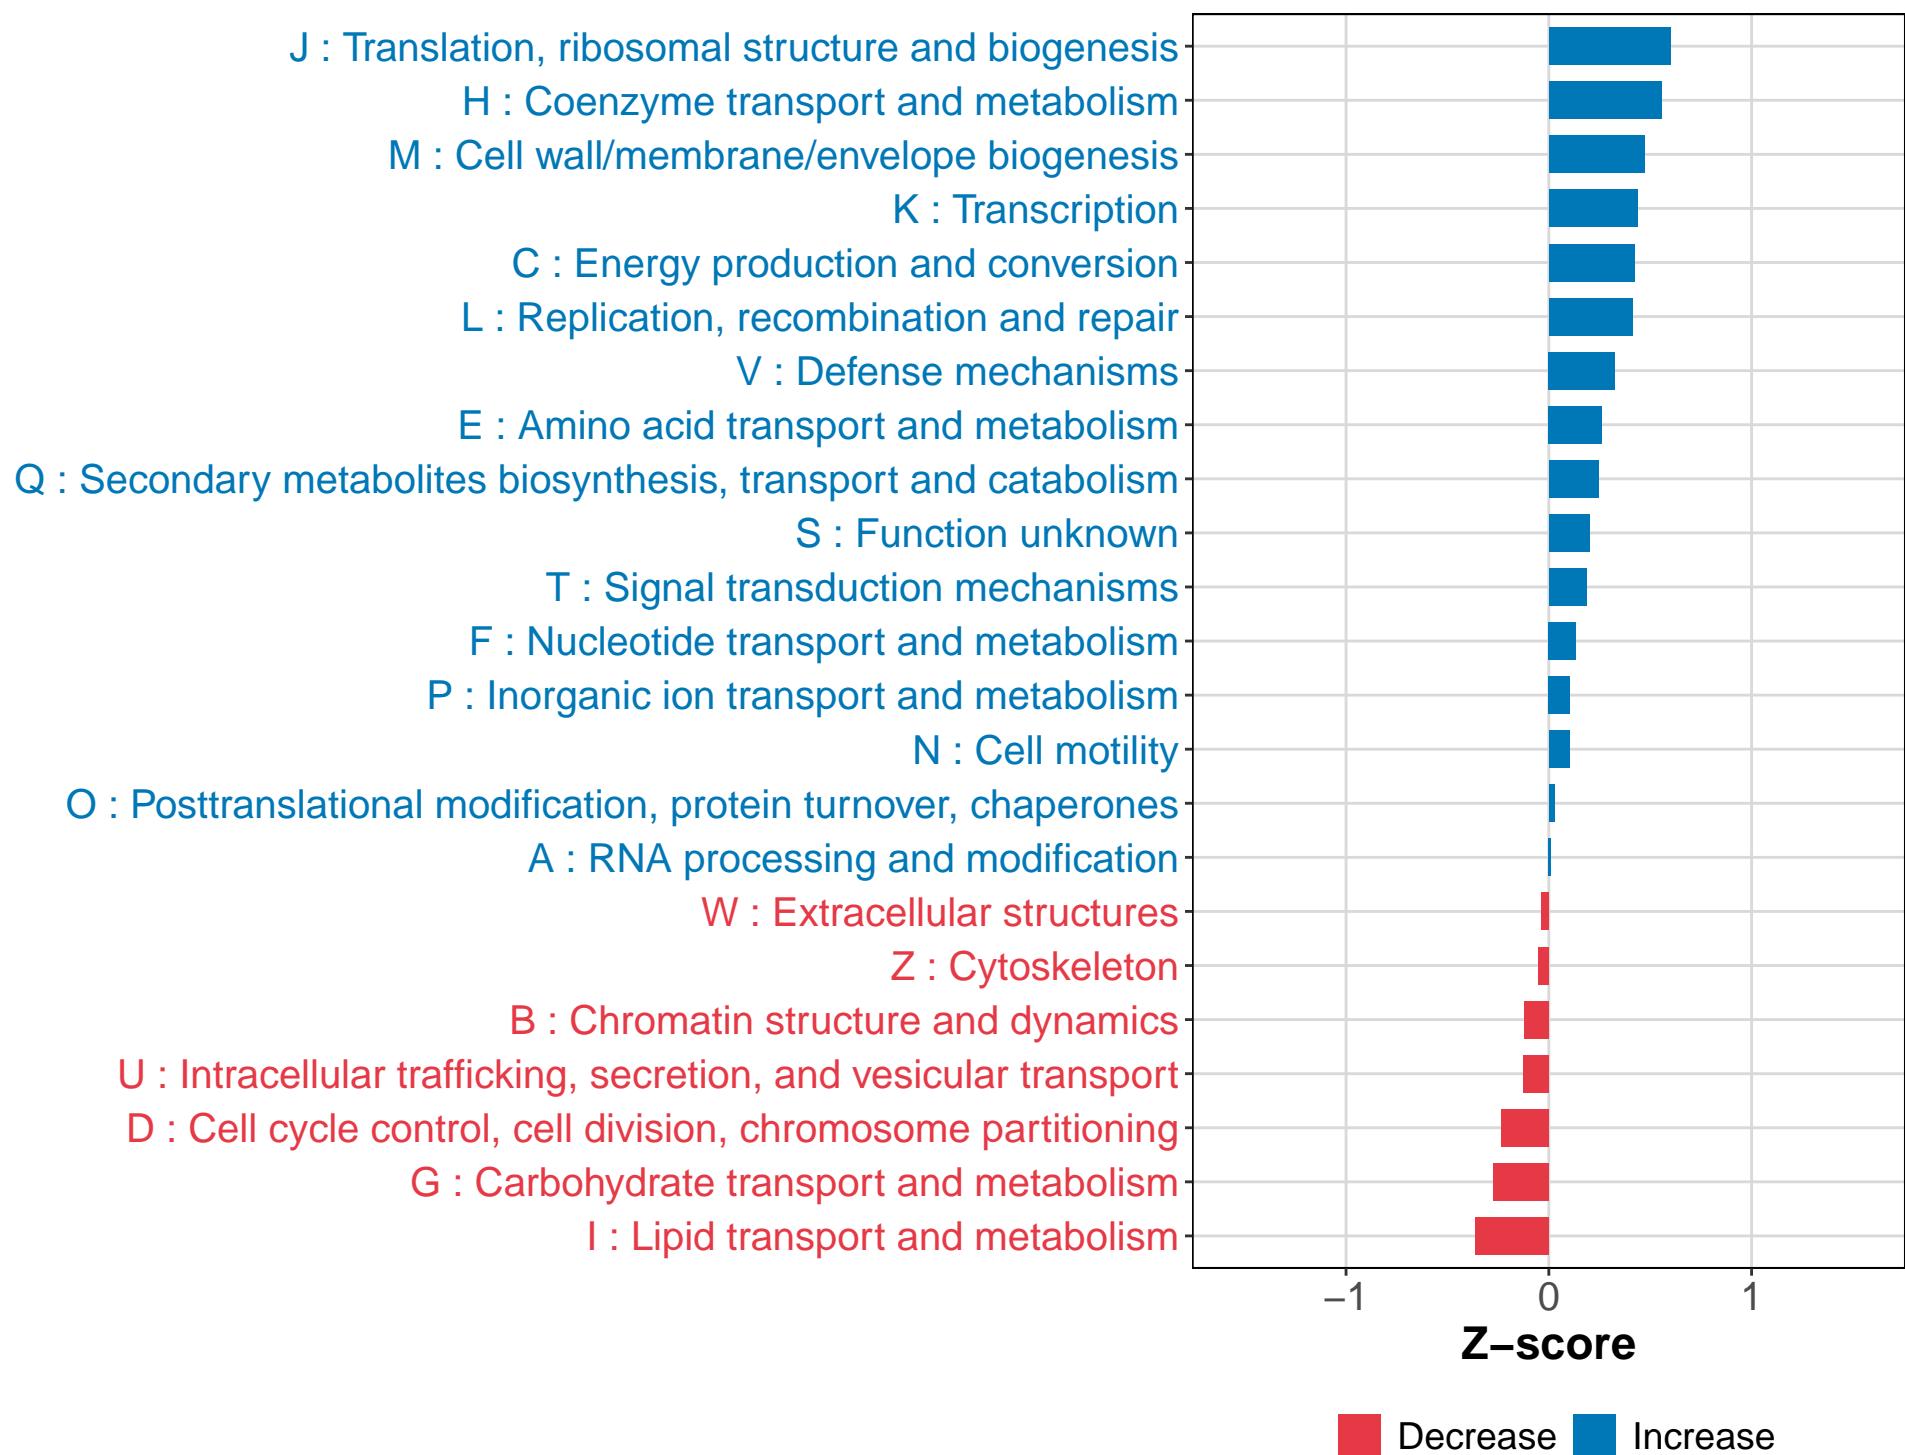 J : Translation, ribosomal structure and biogenesis
H : Coenzyme transport and metabolism
M : Cell wall/membrane/envelope biogenesis
K : Transcription
C : Energy production and conversion
L : Replication, recombination and repair
V : Defense mechanisms
E : Amino acid transport and metabolism
Q : Secondary metabolites biosynthesis, transport and catabolism
S : Function unknown
T : Signal transduction mechanisms
F : Nucleotide transport and metabolism
P : Inorganic ion transport and metabolism
N : Cell motility
O : Posttranslational modification, protein turnover, chaperones
A : RNA processing and modification
W : Extracellular structures
Z : Cytoskeleton
B : Chromatin structure and dynamics
U : Intracellular trafficking, secretion, and vesicular transport
D : Cell cycle control, cell division, chromosome partitioning
G : Carbohydrate transport and metabolism
I : Lipid transport and metabolism
−1 0 1
Z−score
Decrease Increase